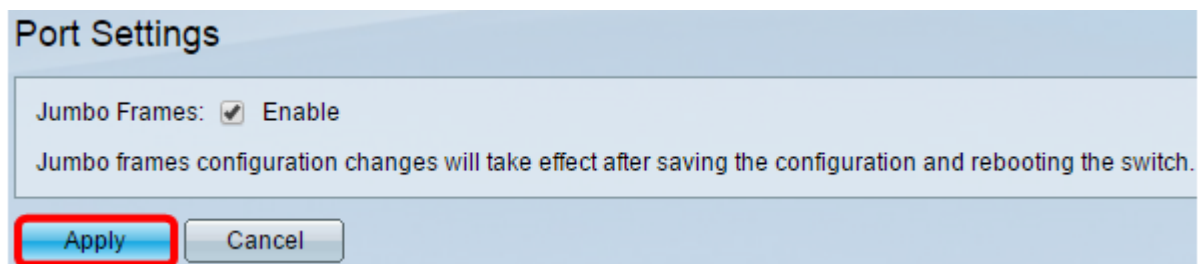 Port Settings
Jumbo Frames: Enable
Jumbo frames configuration changes will take effect after saving the configuration and rebooting the switch.
Apply Cancel